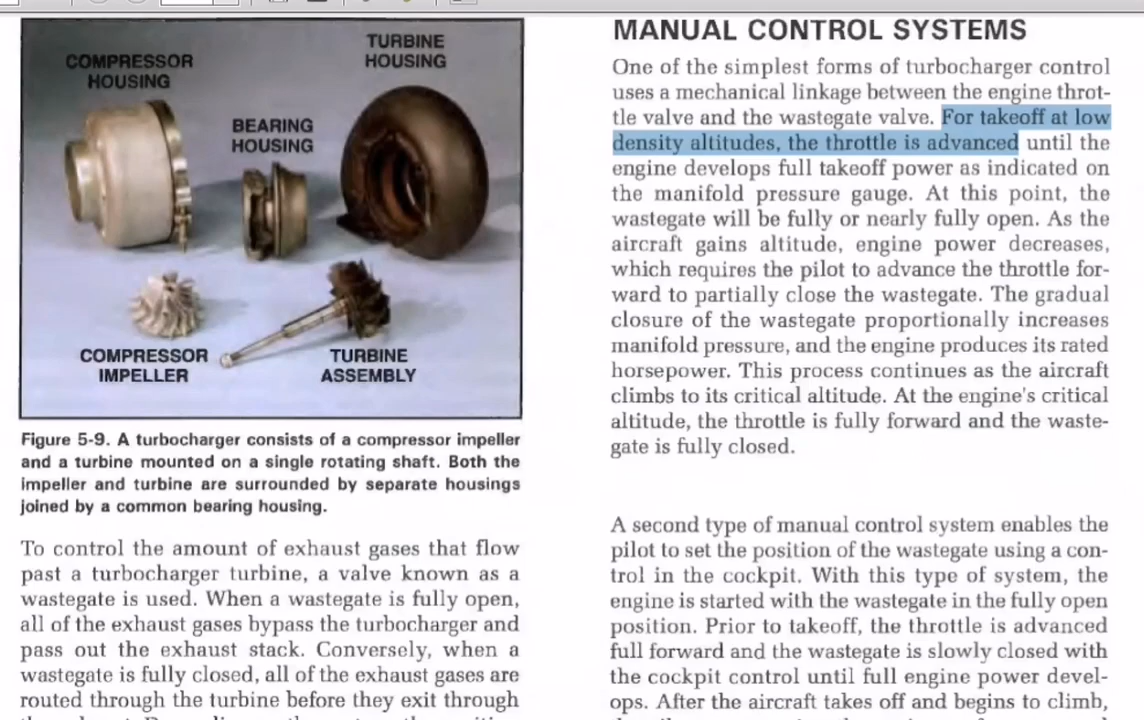 COMPRESSOR
HOUSING
TURBINE
HOUSING
BEARING
HOUSING
COMPRESSOR
IMPELLER
TURBINE
ASSEMBLY
Figure 5-9. A turbocharger consists of a compressor impeller
and a turbine mounted on a single rotating shaft. Both the
impeller and turbine are surrounded by separate housings
joined by a common bearing housing.
To control the amount of exhaust gases that flow
past a turbocharger turbine, a valve known as a
wastegate is used. When a wastegate is fully open,
all of the exhaust gases bypass the turbocharger and
pass out the exhaust stack. Conversely, when a
wastegate is fully closed, all of the exhaust gases are
routed through the turbine before they exit through
MANUAL CONTROL SYSTEMS
One of the simplest forms of turbocharger control
uses a mechanical linkage between the engine throt-
tle valve and the wastegate valve. For takeoff at low
density altitudes, the throttle is advanced until the
engine develops full takeoff power as indicated on
the manifold pressure gauge. At this point, the
wastegate will be fully or nearly fully open. As the
aircraft gains altitude, engine power decreases,
which requires the pilot to advance the throttle for-
ward to partially close the wastegate. The gradual
closure of the wastegate proportionally increases
manifold pressure, and the engine produces its rated
horsepower. This process continues as the aircraft
climbs to its critical altitude. At the engine's critical
altitude, the throttle is fully forward and the waste-
gate is fully closed.
A second type of manual control system enables the
pilot to set the position of the wastegate using a con-
trol in the cockpit. With this type of system, the
engine is started with the wastegate in the fully open
position. Prior to takeoff, the throttle is advanced
full forward and the wastegate is slowly closed with
the cockpit control until full engine power devel-
ops. After the aircraft takes off and begins to climb,